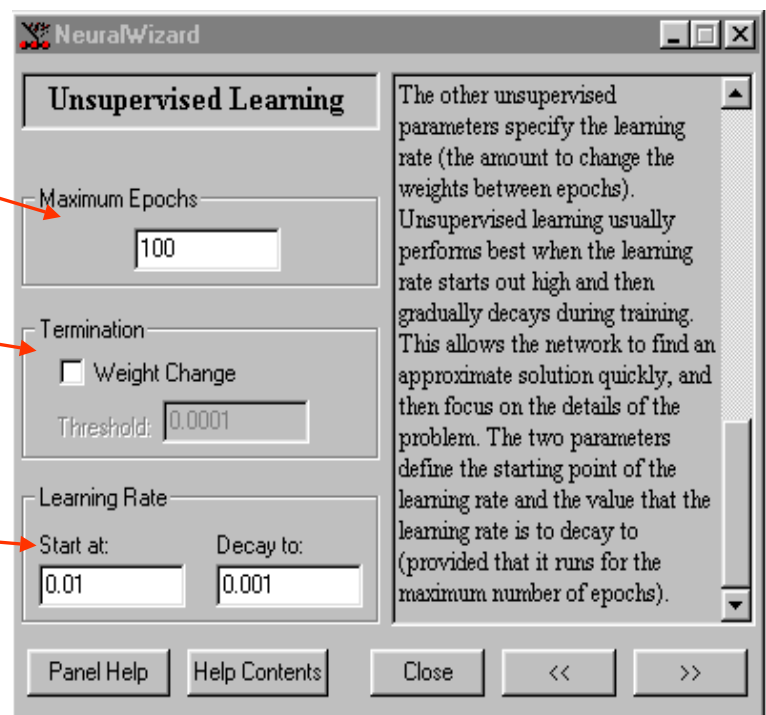 NeuralWizard
Unsupervised Learning
Maximum Epochs
100
Termination
Weight Change
Threshold: 0.0001
Learning Rate
Start at: Decay to:
0.01 0.001
The other unsupervised
parameters specify the learning
rate (the amount to change the
weights between epochs).
Unsupervised learning usually
performs best when the learning
rate starts out high and then
gradually decays during training.
This allows the network to find an
approximate solution quickly, and
then focus on the details of the
problem. The two parameters
define the starting point of the
learning rate and the value that the
learning rate is to decay to
(provided that it runs for the
maximum number of epochs).
Panel Help Help Contents Close << >>